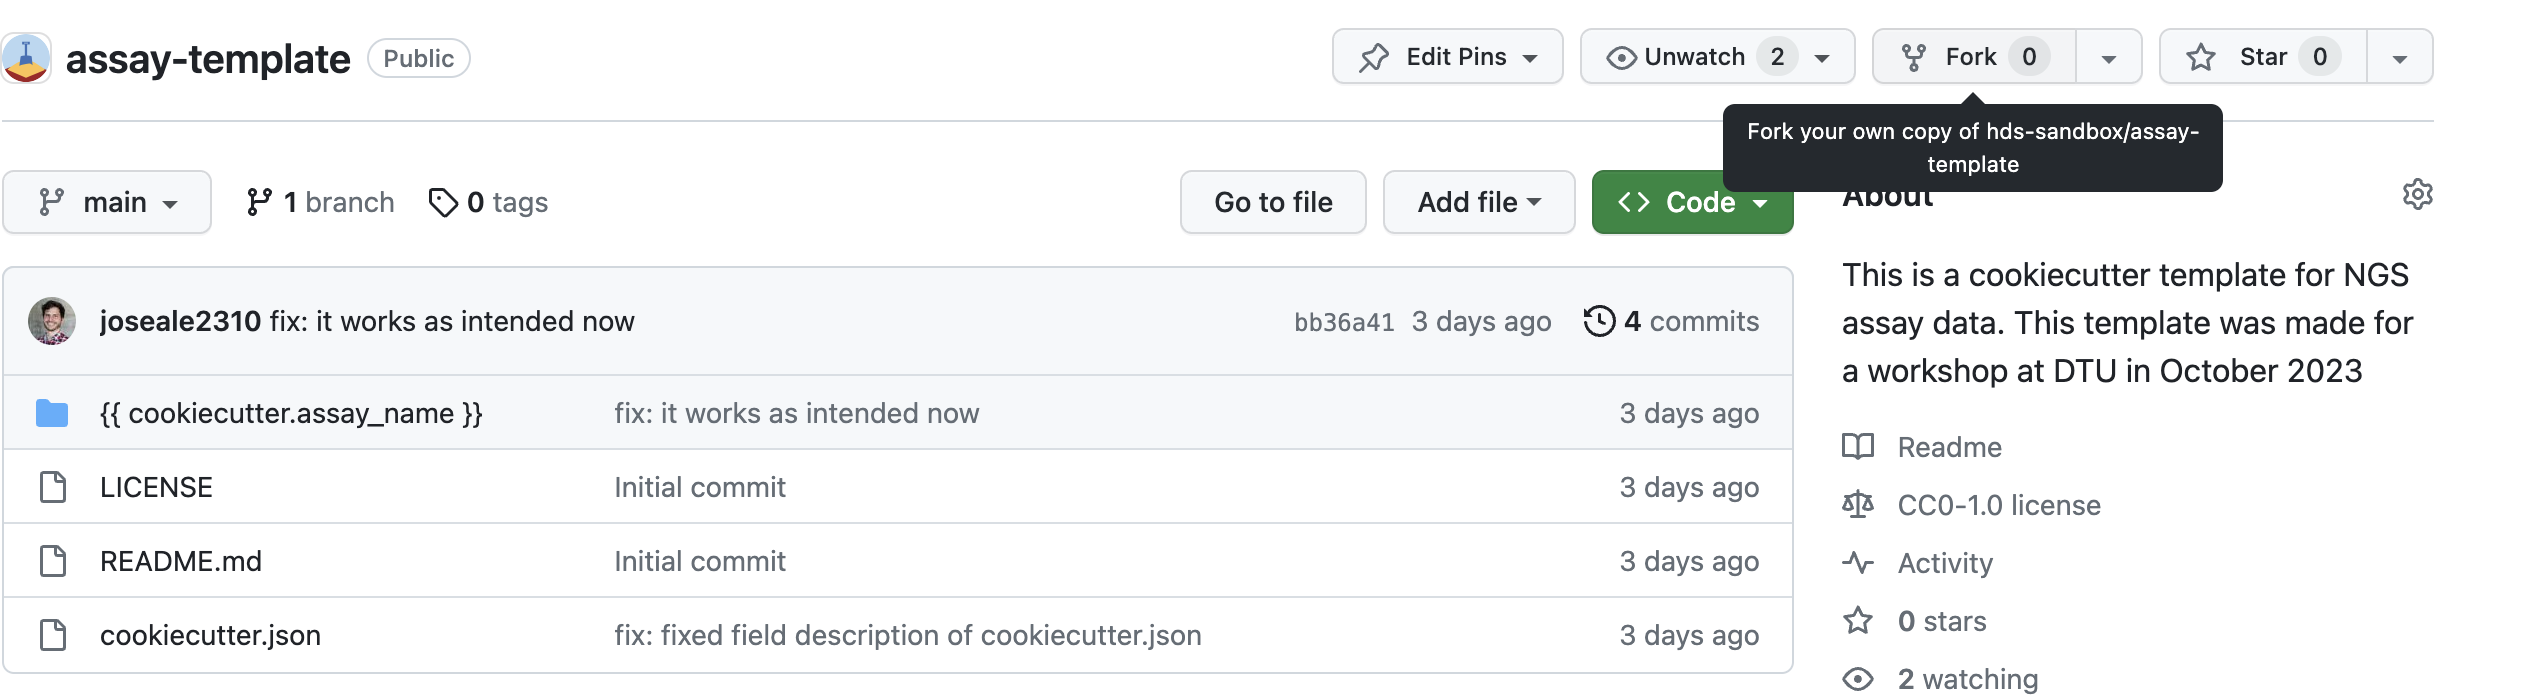 assay-template Public Edit Pins Unwatch 2 Fork 0 Star 0
Fork your own copy of hds-sandbox/assay-
template
main 1 branch 0 tags Go to file Add file <> Code
About
This is a cookiecutter template for NGS
assay data. This template was made for
a workshop at DTU in October 2023
Readme
CC0-1.0 license
Activity
0 stars
2 watching
joseale2310 fix: it works as intended now bb36a41 3 days ago 4 commits
{{ cookiecutter.assay_name }} fix: it works as intended now 3 days ago
LICENSE Initial commit 3 days ago
README.md Initial commit 3 days ago
cookiecutter.json fix: fixed field description of cookiecutter.json 3 days ago